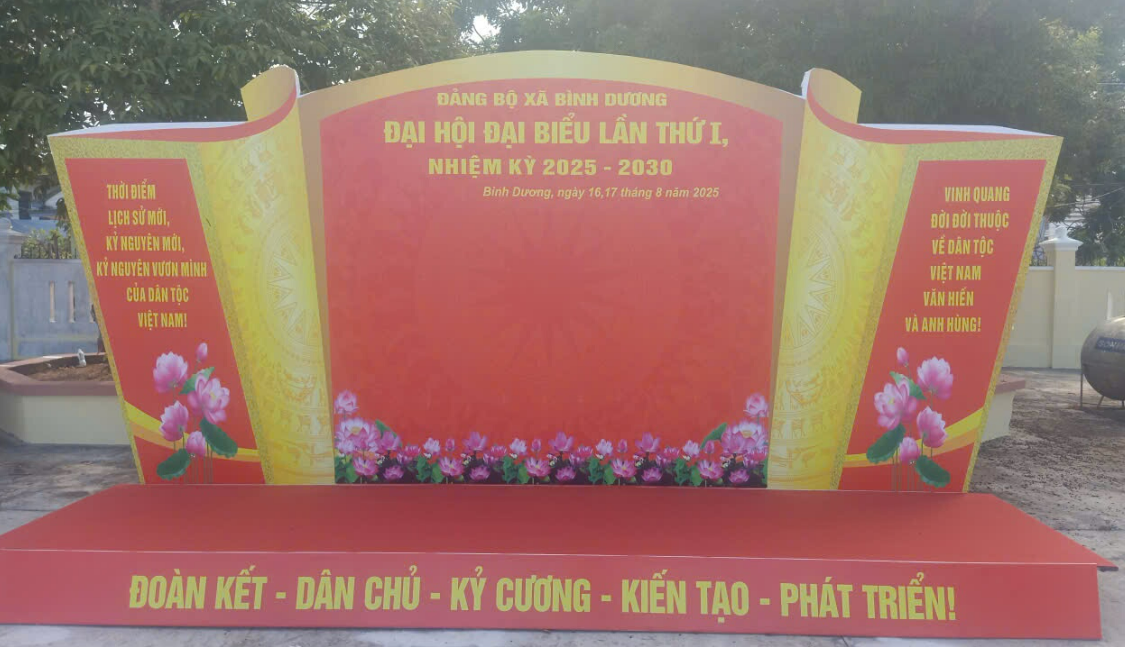 ĐẢNG BỘ XÃ BÌNH DƯƠNG
ĐẠI HỘI ĐẠI BIỂU LẦN THỨ I,
NHIỆM KỲ 2025 - 2030
Bình Dương, ngày 16,17 tháng 8 năm 2025
THỜI ĐIỂM
LỊCH SỬ MỚI,
KỶ NGUYÊN MỚI,
KỶ NGUYÊN VƯƠN MÌNH
CỦA DÂN TỘC
VIỆT NAM!
VINH QUANG
ĐỜI ĐỜI THUỘC
VỀ DÂN TỘC
VIỆT NAM
VĂN HIẾN
VÀ ANH HÙNG!
ĐOÀN KẾT - DÂN CHỦ - KỶ CƯƠNG - KIẾN TẠO - PHÁT TRIỂN!